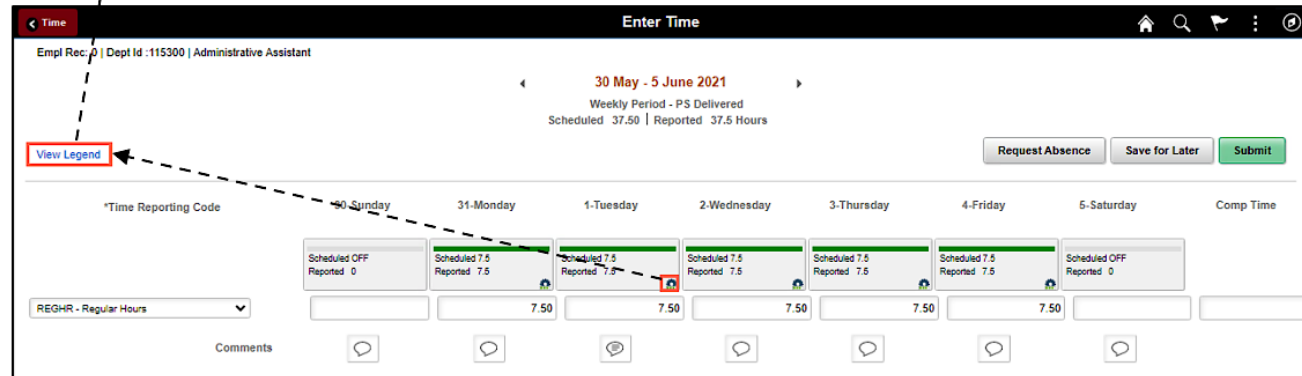 Time
Enter Time
Empl Rec: 0 | Dept Id :115300 | Administrative Assistant
30 May - 5 June 2021
Weekly Period - PS Delivered
Scheduled 37.50 | Reported 37.5 Hours
View Legend
Request Absence Save for Later Submit
*Time Reporting Code 30-Sunday 31-Monday 1-Tuesday 2-Wednesday 3-Thursday 4-Friday 5-Saturday Comp Time
Scheduled OFF Scheduled 7.5 Scheduled 7.5 Scheduled 7.5 Scheduled 7.5 Scheduled 7.5 Scheduled OFF
Reported 0 Reported 7.5 Reported 7.5 Reported 7.5 Reported 7.5 Reported 7.5 Reported 0
REGHR - Regular Hours 7.50 7.50 7.50 7.50 7.50
Comments